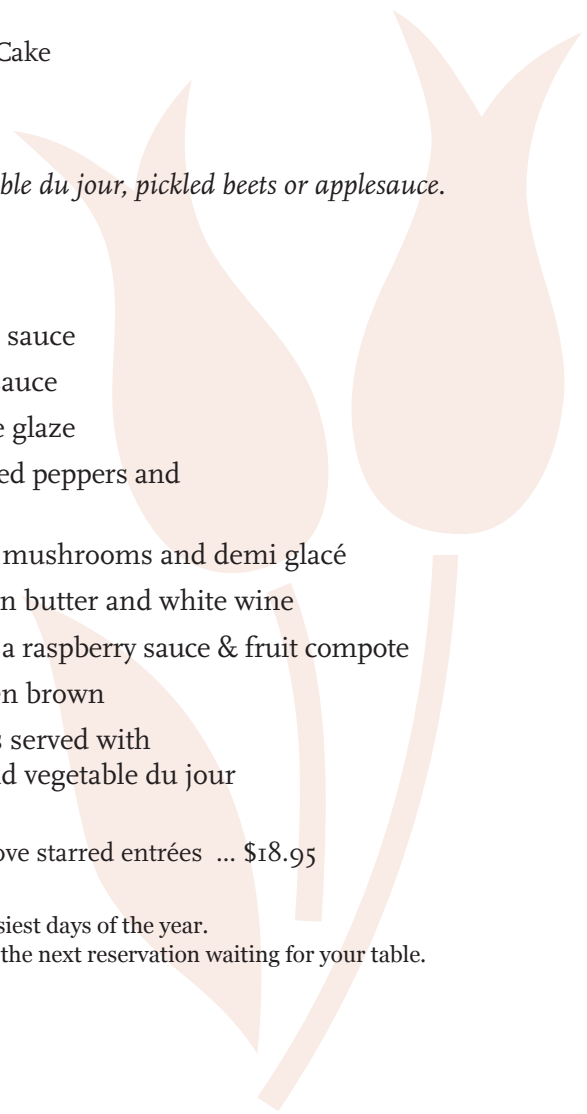 Cake
ble du jour, pickled beets or applesauce.
sauce
auce
e glaze
ed peppers and
mushrooms and demi glacé
n butter and white wine
a raspberry sauce & fruit compote
en brown
s served with
d vegetable du jour
ove starred entrées ... $18.95
siest days of the year.
the next reservation waiting for your table.